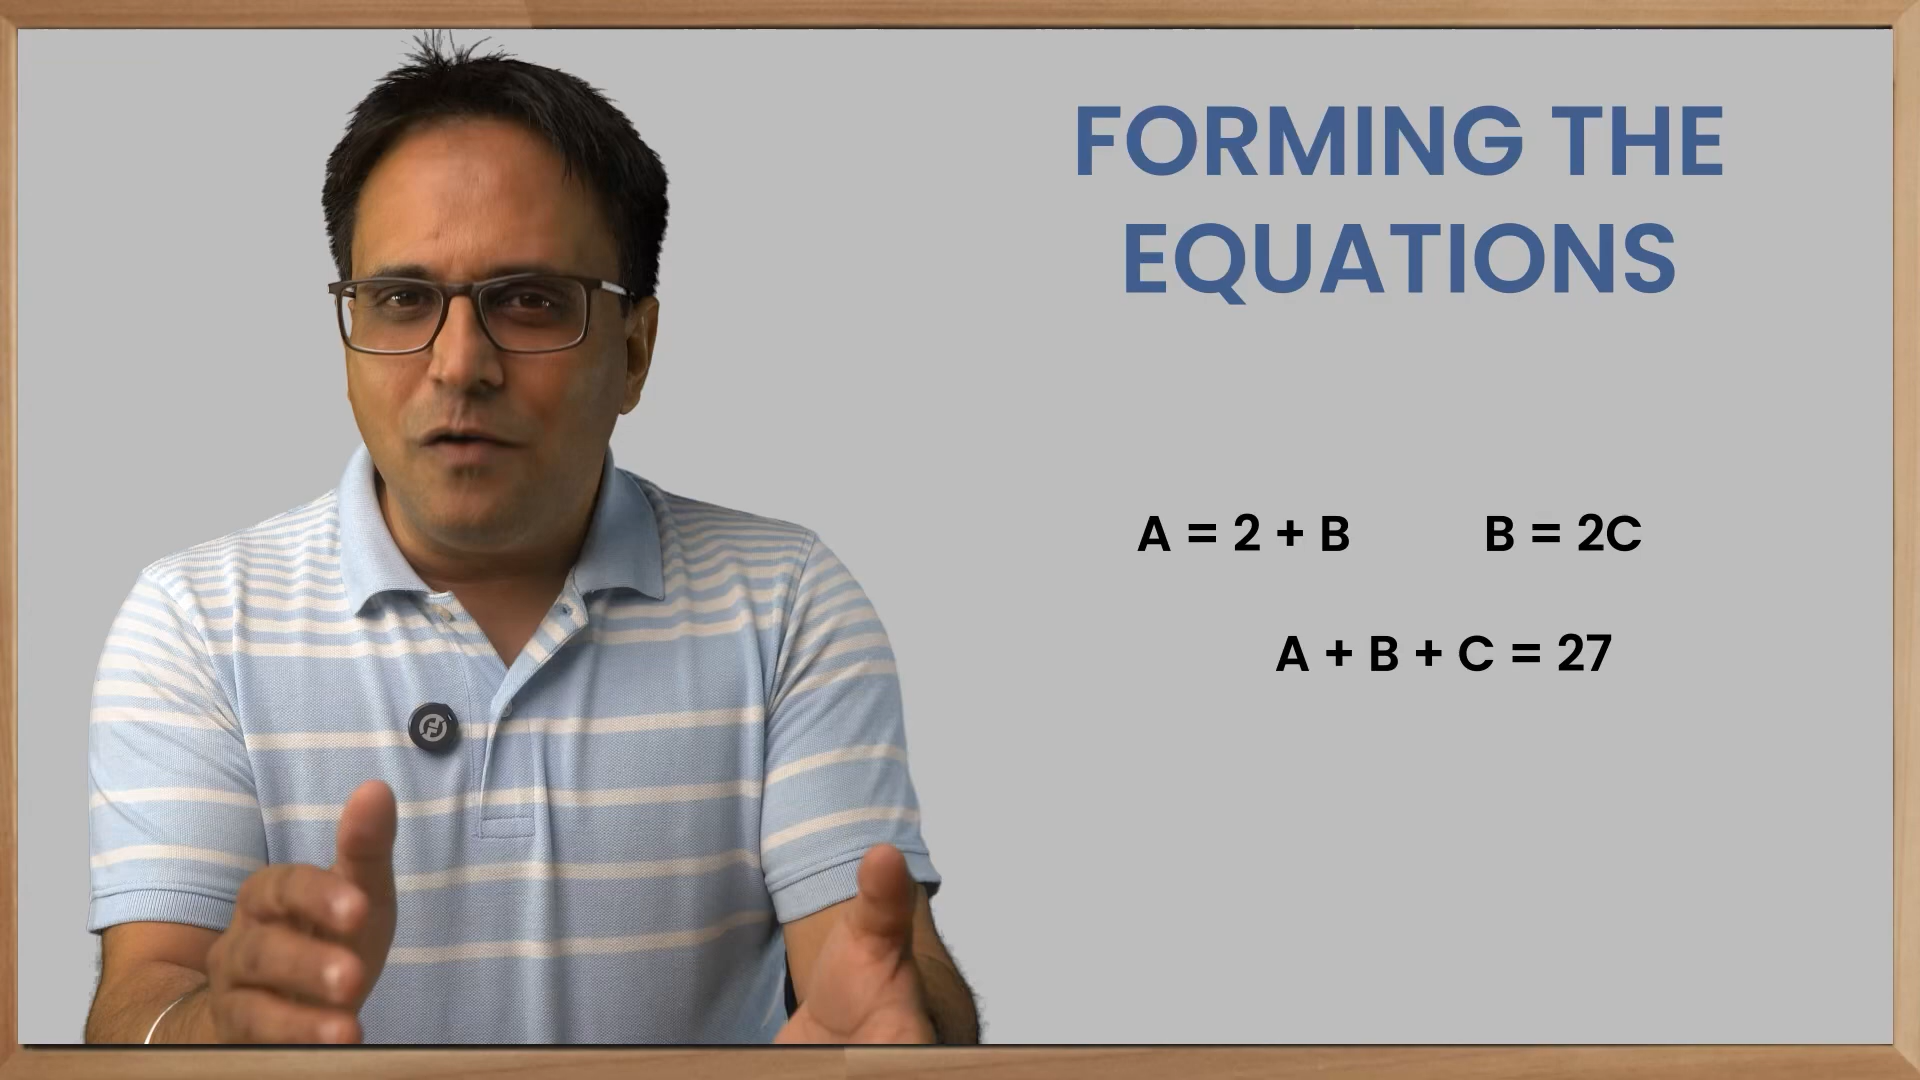 FORMING THE
EQUATIONS
A = 2 + B B = 2C
A + B + C = 27